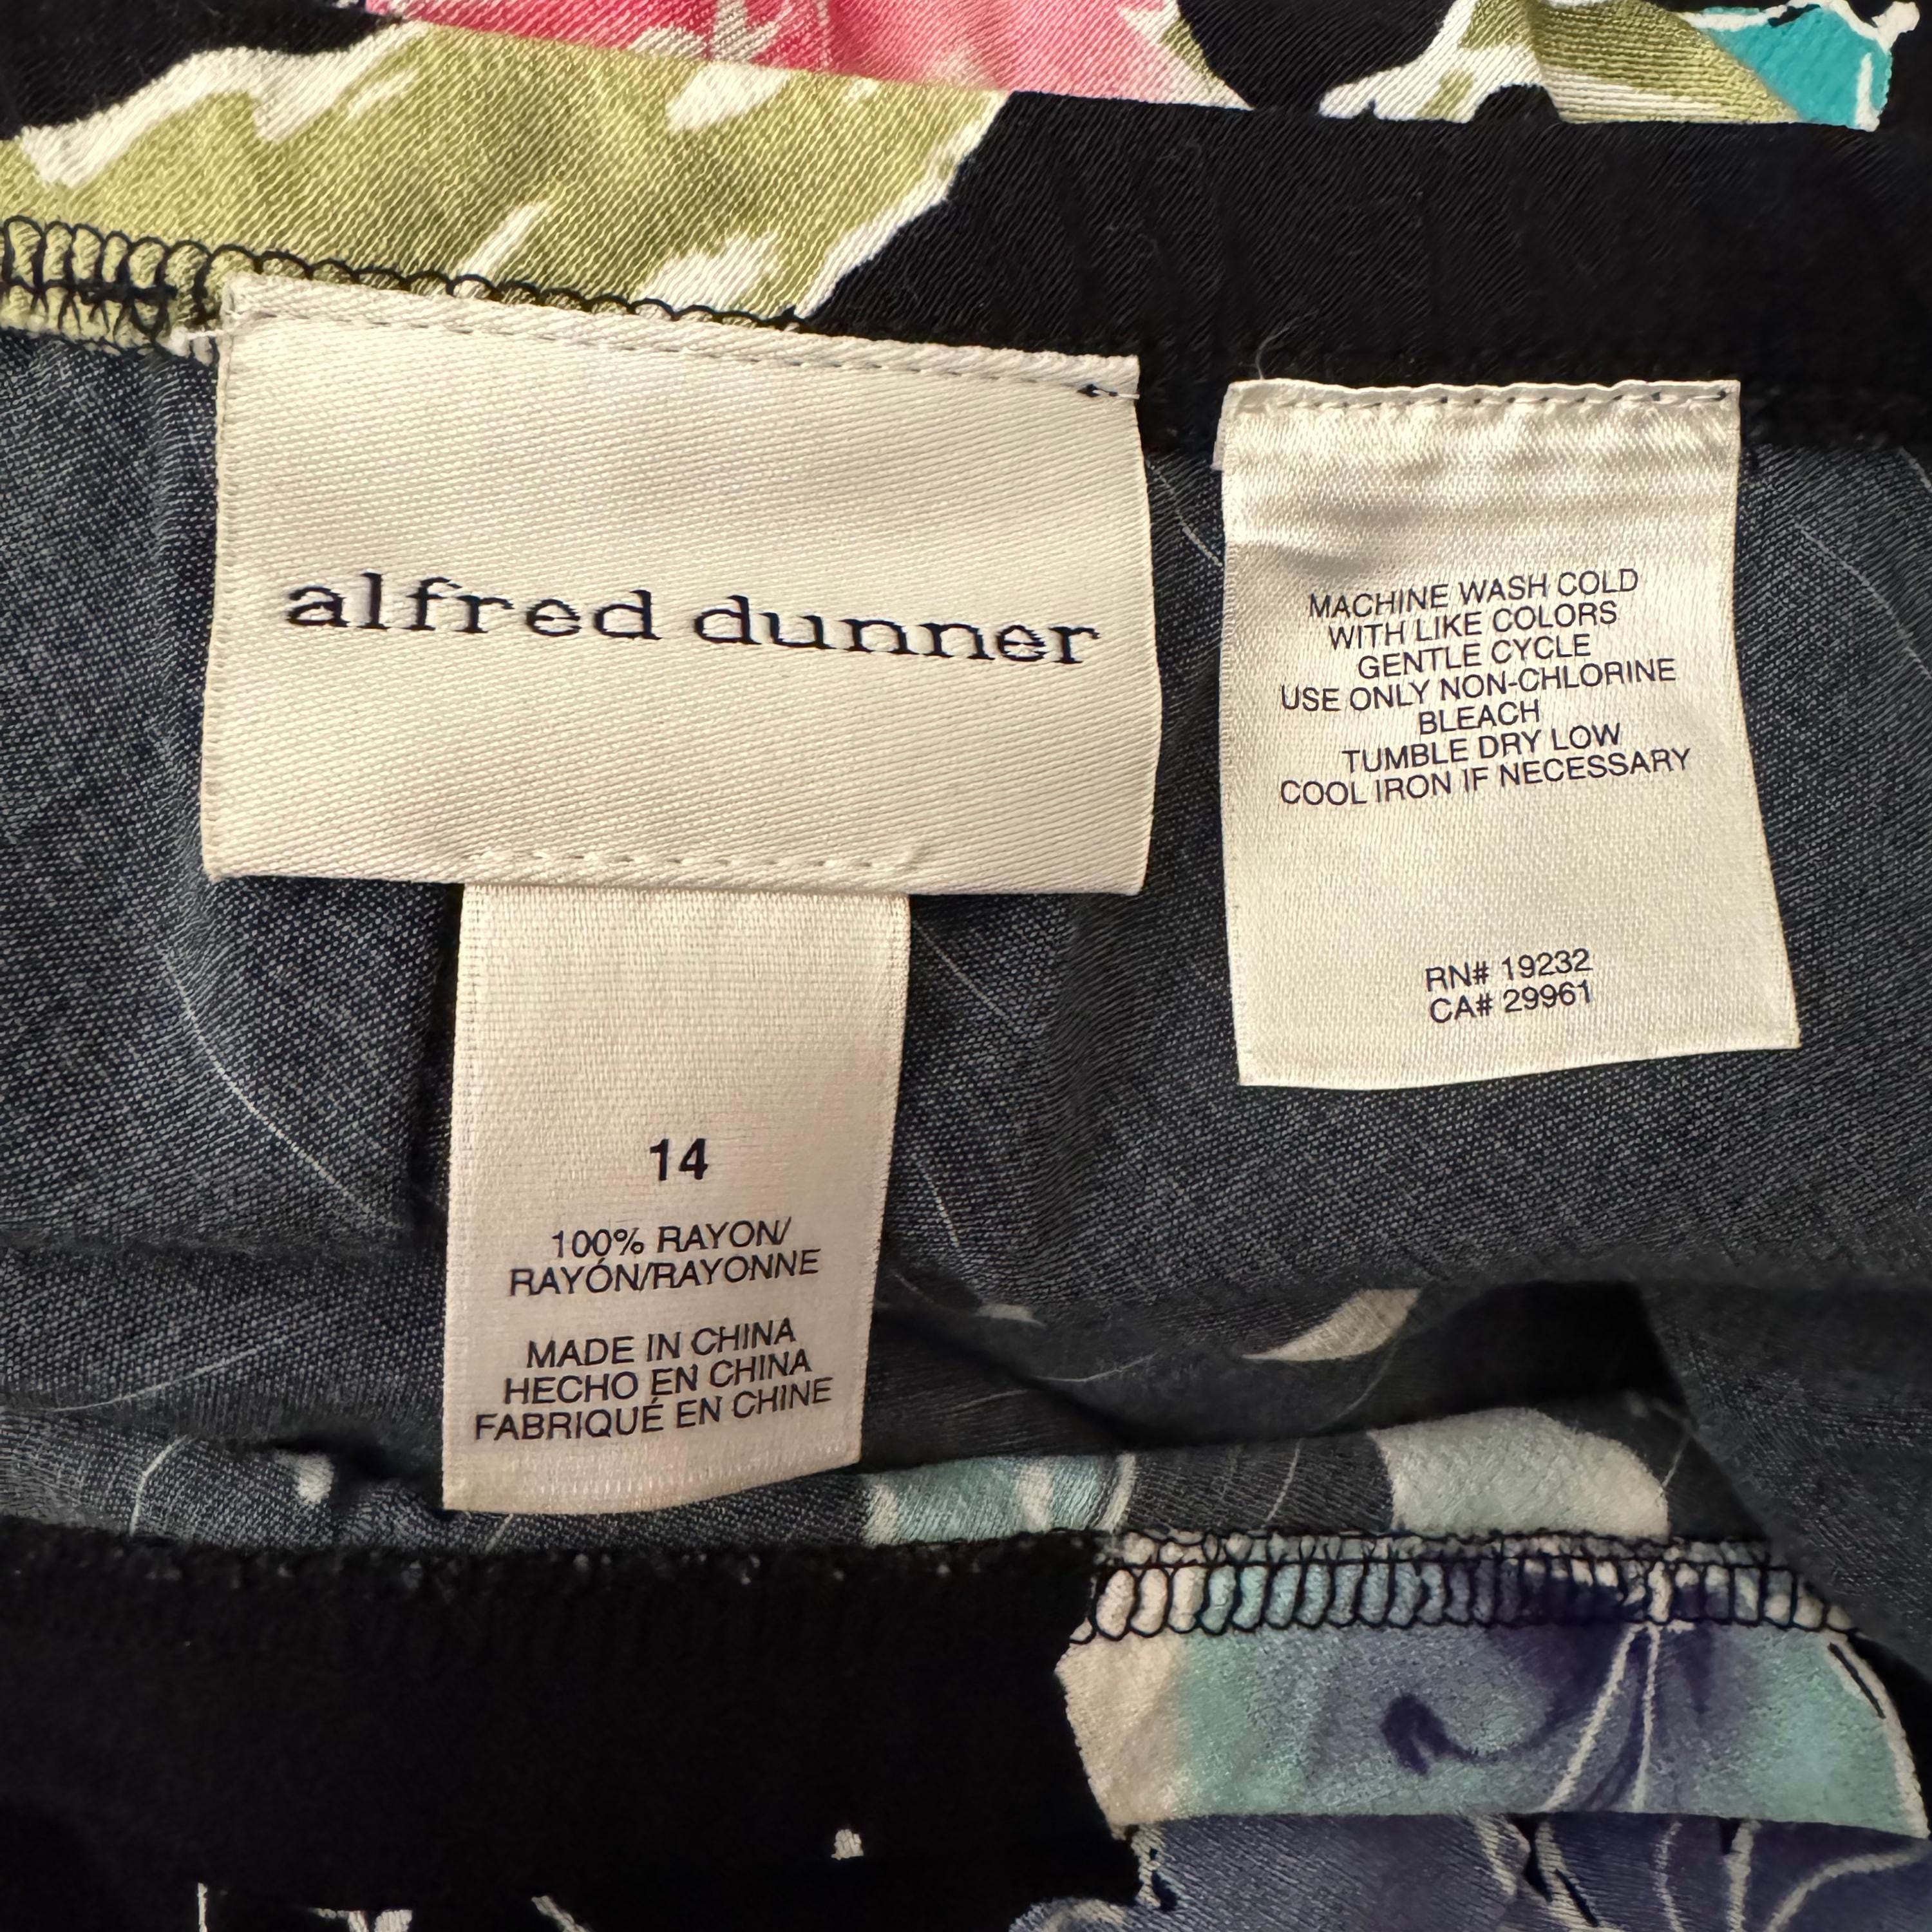 alfred dunner
14
100% RAYON/
RAYÓN/RAYONNE
MADE IN CHINA
HECHO EN CHINA
FABRIQUÉ EN CHINE
MACHINE WASH COLD
WITH LIKE COLORS
GENTLE CYCLE
USE ONLY NON-CHLORINE
BLEACH
TUMBLE DRY LOW
COOL IRON IF NECESSARY
RN# 19232
CA# 29961